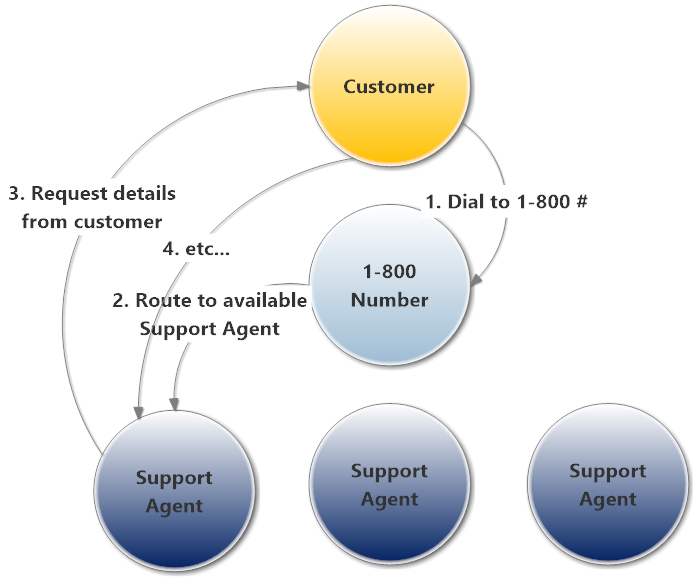 Customer
3. Request details
from customer
1. Dial to 1-800 #
4. etc...
1-800
Number
2. Route to available
Support Agent
Support
Agent
Support
Agent
Support
Agent